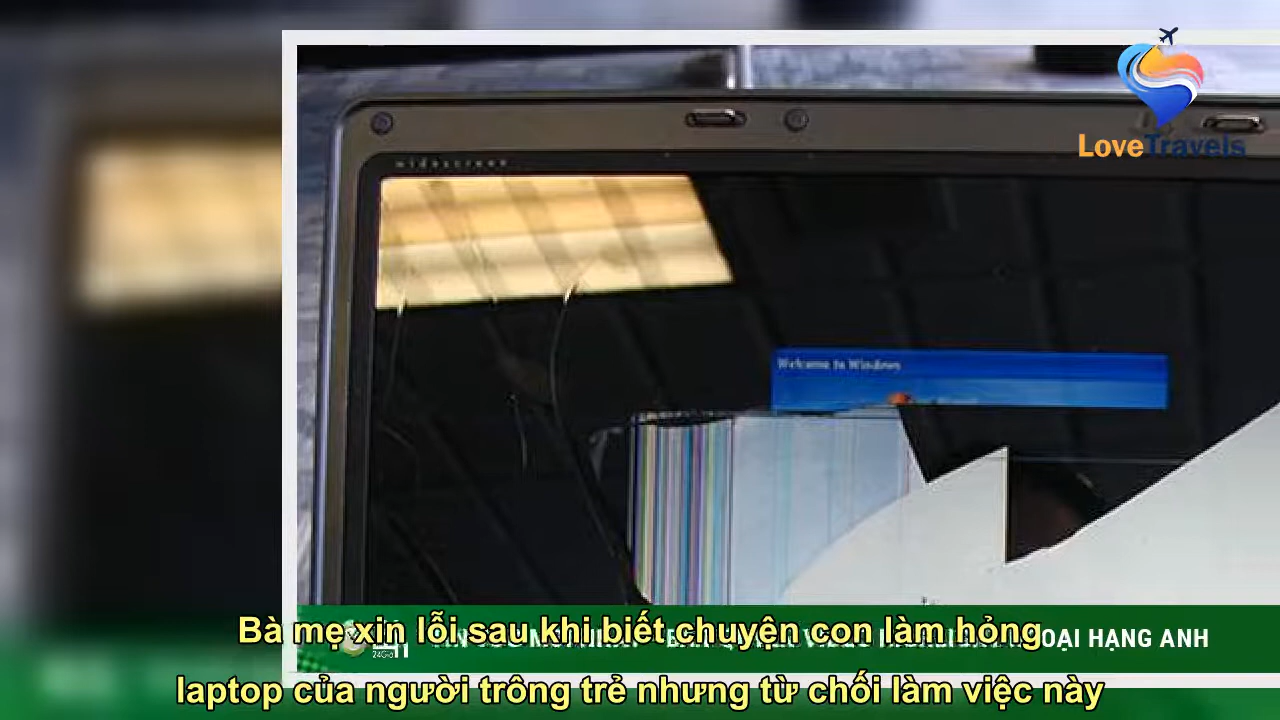 LoveTravels
widescreen
Welcome to Windows
Bà mẹ xin lỗi sau khi biết chuyện con làm hỏng
OẠI HẠNG ANH
laptop của người trông trẻ nhưng từ chối làm việc này